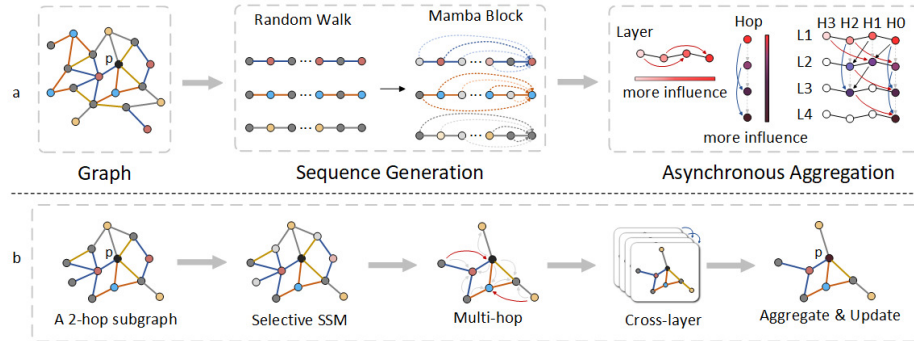 a
p
Graph
Random Walk
Mamba Block
Sequence Generation
Layer
more influence
Hop
more influence
H3 H2 H1 H0
L1
L2
L3
L4
Asynchronous Aggregation
b
p
A 2-hop subgraph
Selective SSM
Multi-hop
Cross-layer
p
Aggregate & Update